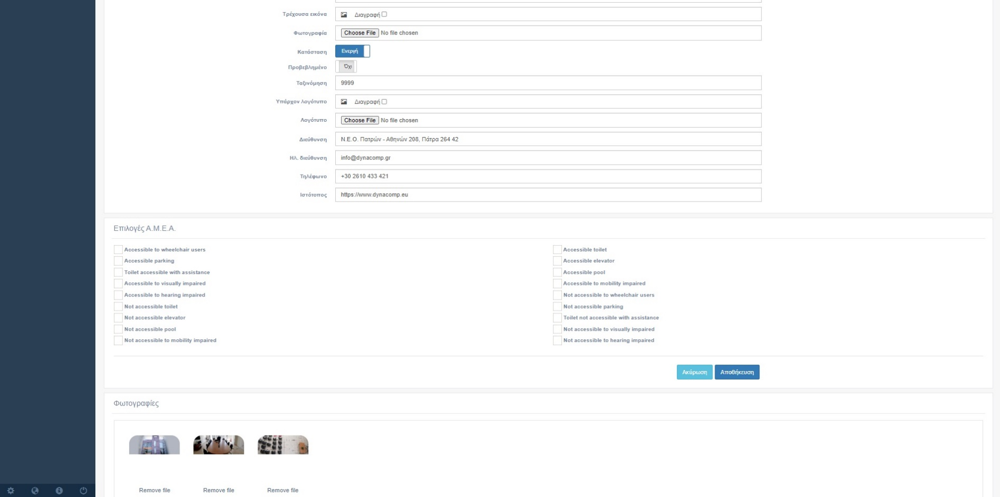 Τρέχουσα εικόνα Διαγραφή
Φωτογραφία Choose File No file chosen
Κατάσταση Ενεργή
Προβεβλημένο Όχι
Ταξινόμηση 9999
Υπάρχον λογότυπο Διαγραφή
Λογότυπο Choose File No file chosen
Διεύθυνση Ν.Ε.Ο. Πατρών - Αθηνών 208, Πάτρα 264 42
Ηλ. διεύθυνση info@dynacomp.gr
Τηλέφωνο +30 2610 433 421
Ιστότοπος https://www.dynacomp.eu
Επιλογές Α.Μ.Ε.Α.
Accessible to wheelchair users Accessible toilet
Accessible parking Accessible elevator
Toilet accessible with assistance Accessible pool
Accessible to visually impaired Accessible to mobility impaired
Accessible to hearing impaired Not accessible to wheelchair users
Not accessible toilet Not accessible parking
Not accessible elevator Toilet not accessible with assistance
Not accessible pool Not accessible to visually impaired
Not accessible to mobility impaired Not accessible to hearing impaired
Ακύρωση Αποθήκευση
Φωτογραφίες
Remove file Remove file Remove file